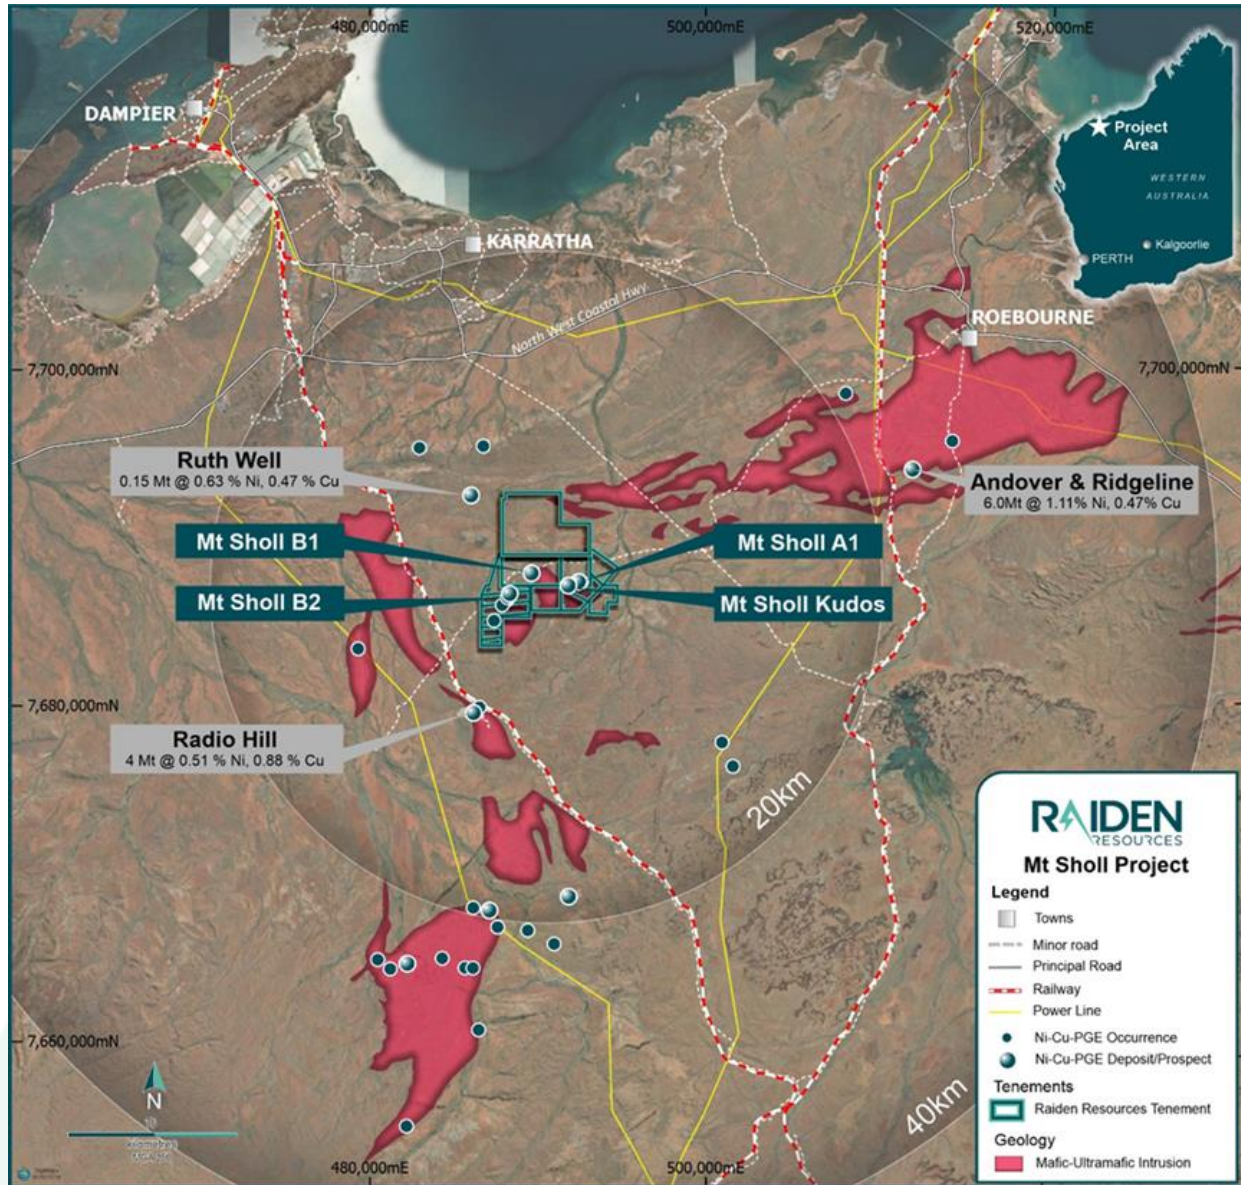 480,000mE
500,000mE
520,000mE
DAMPIER
Project
Area
WESTERN
AUSTRALIA
KARRATHA
Kalgoorlie
PERTH
North West Coastal Hwy
ROEBOURNE
7,700,000mN
7,700,000mN
Ruth Well
0.15 Mt @ 0.63 % Ni, 0.47 % Cu
Andover & Ridgeline
6.0Mt @ 1.11% Ni, 0.47% Cu
Mt Sholl B1
Mt Sholl A1
Mt Sholl B2
Mt Sholl Kudos
7,680,000mN
Radio Hill
4 Mt @ 0.51 % Ni, 0.88 % Cu
20km
RAIDEN
RESOURCES
Mt Sholl Project
Legend
Towns
Minor road
Principal Road
Railway
Power Line
Ni-Cu-PGE Occurrence
Ni-Cu-PGE Deposit/Prospect
Tenements
Raiden Resources Tenement
Geology
Mafic-Ultramafic Intrusion
7,660,000mN
40km
N
10
kilometres
480,000mE
500,000mE